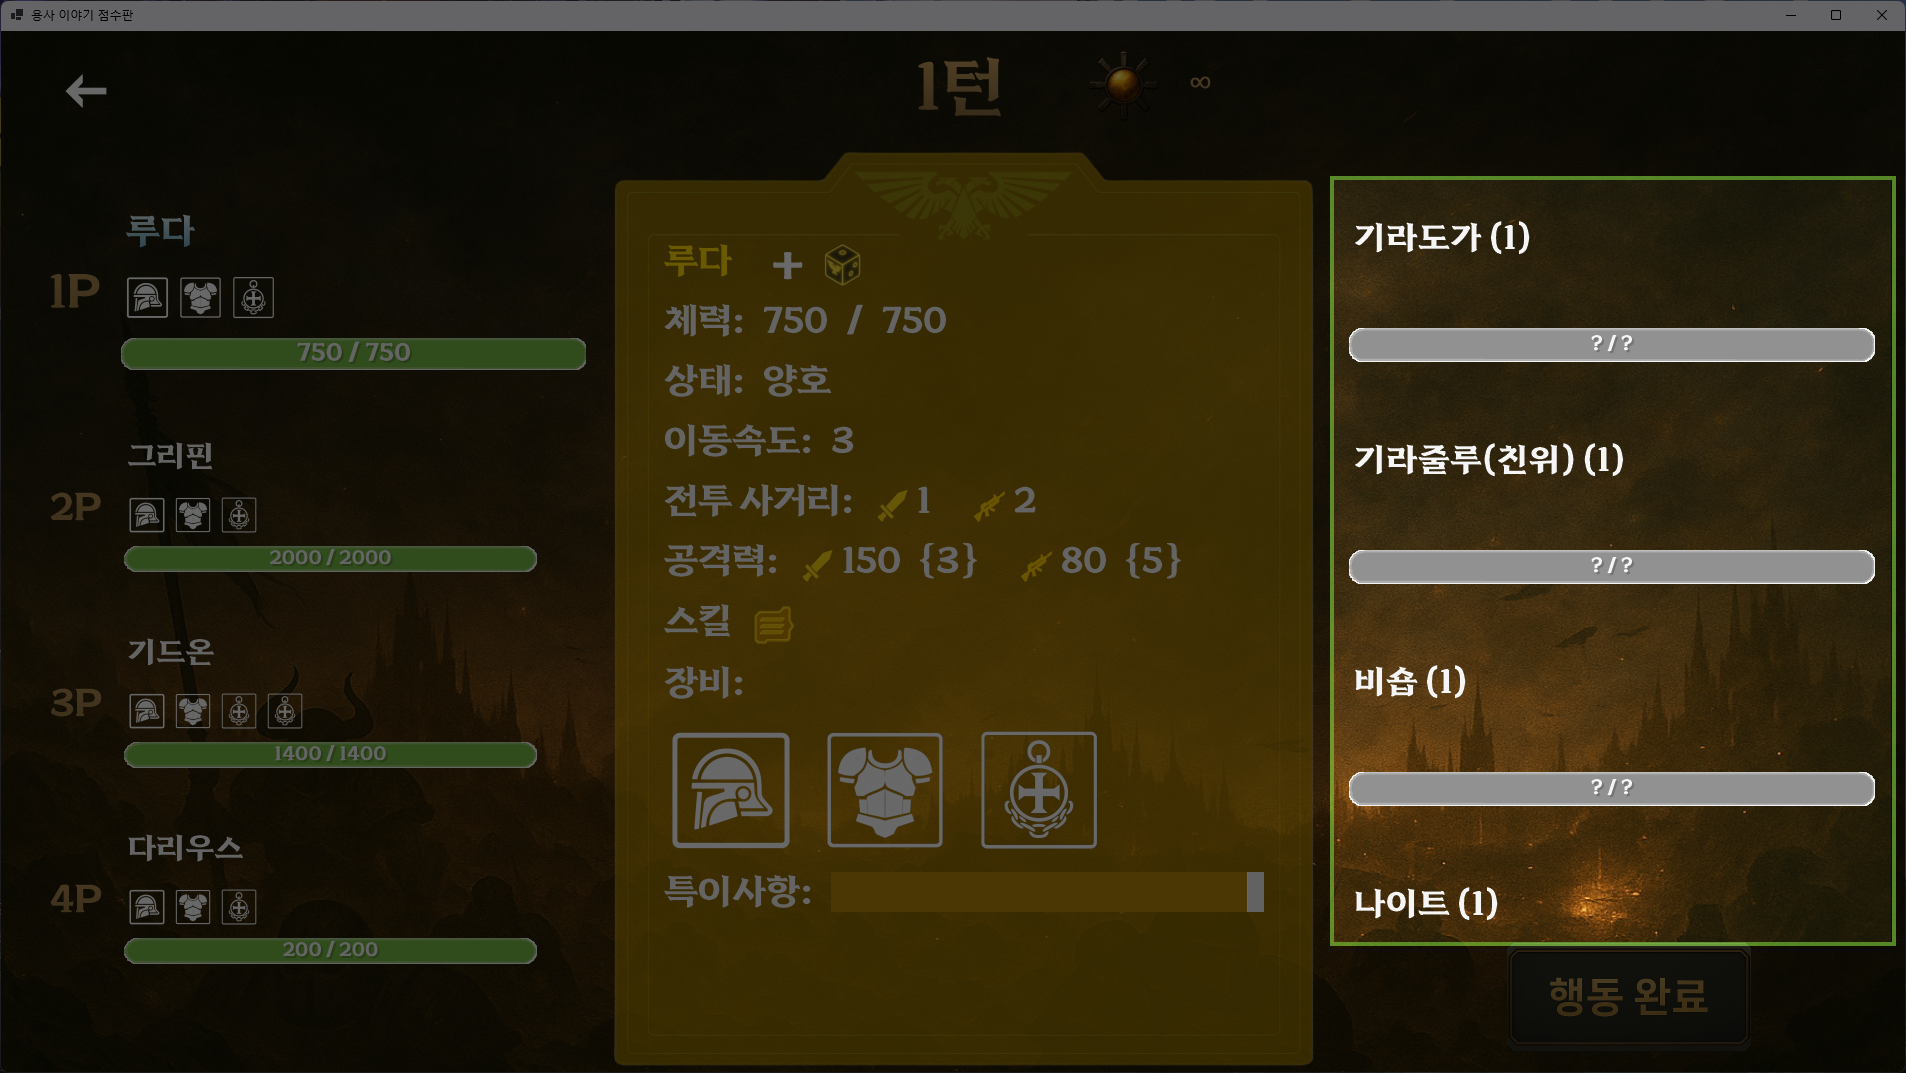 용사 이야기 점수판
1턴
∞
루다
1P
750 / 750
그리핀
2P
2000 / 2000
기드온
3P
1400 / 1400
다리우스
4P
200 / 200
루다 +
체력: 750 / 750
상태: 양호
이동속도: 3
전투 사거리: 1 2
공격력: 150 {3} 80 {5}
스킬
장비:
특이사항:
기라도가 (1)
? / ?
기라줄루(친위) (1)
? / ?
비숍 (1)
? / ?
나이트 (1)
행동 완료